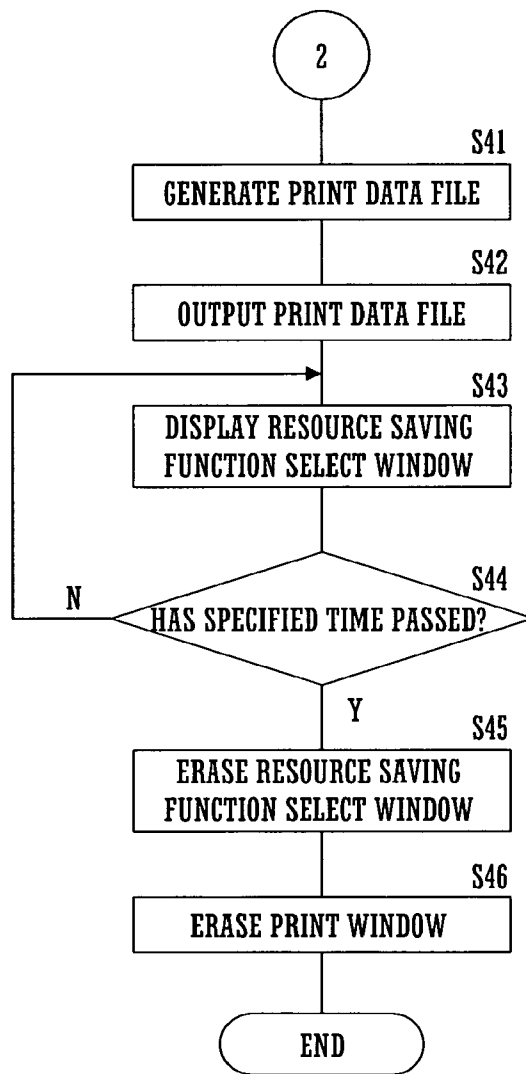 2
S41
GENERATE PRINT DATA FILE
S42
OUTPUT PRINT DATA FILE
S43
DISPLAY RESOURCE SAVING
FUNCTION SELECT WINDOW
S44
N
HAS SPECIFIED TIME PASSED?
Y
S45
ERASE RESOURCE SAVING
FUNCTION SELECT WINDOW
S46
ERASE PRINT WINDOW
END